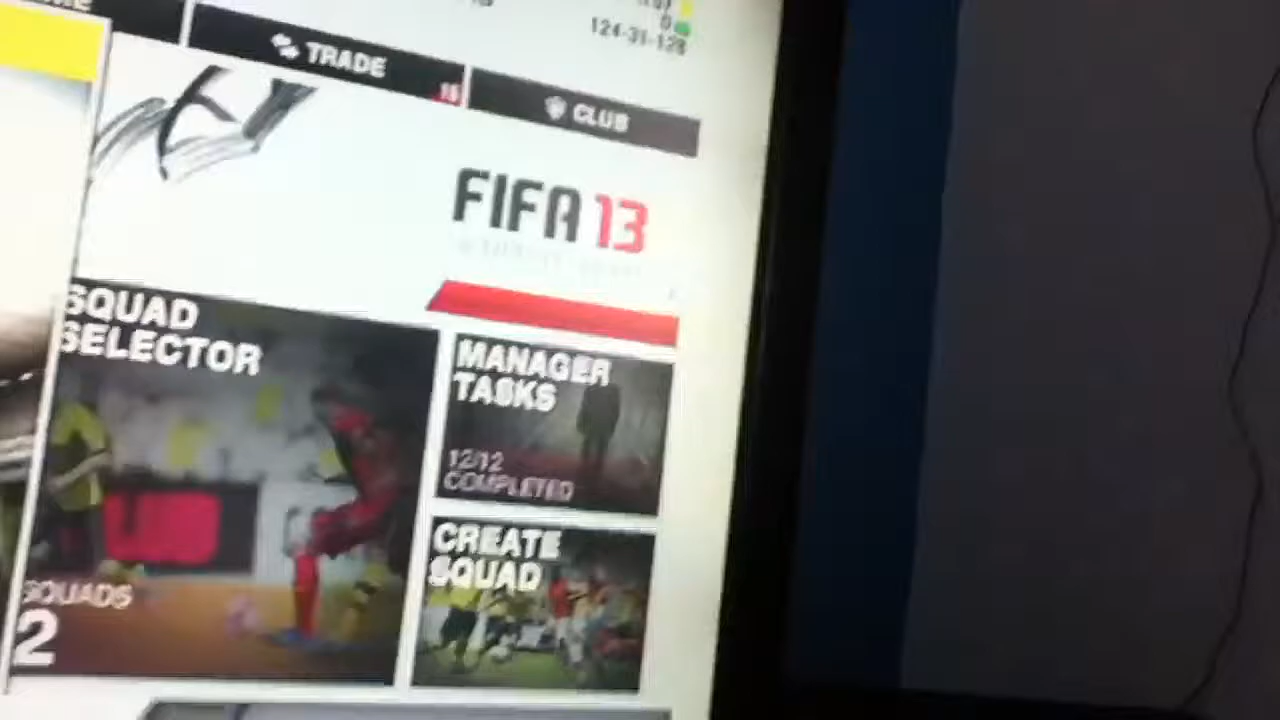 124-31-128
TRADE
CLUB
FIFA 13
SQUAD
SELECTOR
MANAGER
TASKS
12/12
COMPLETED
CREATE
SQUAD
SQUADS
2